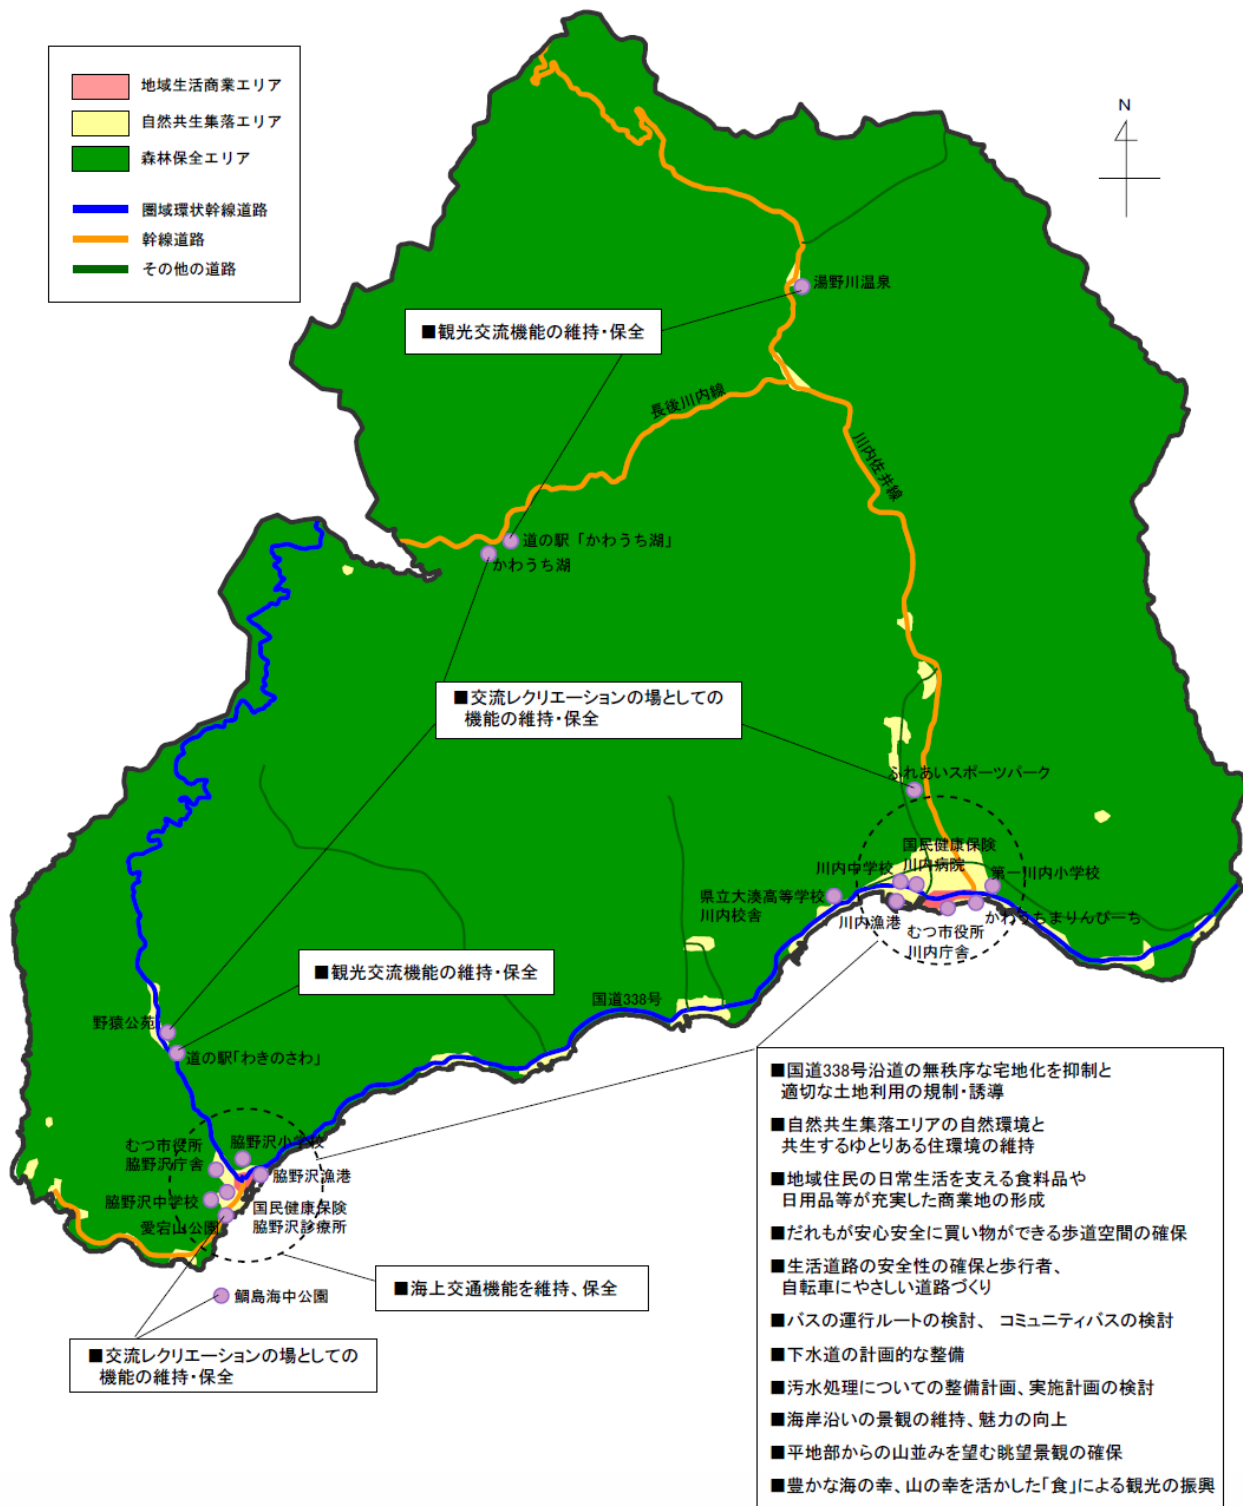 地域生活商業エリア
自然共生集落エリア
森林保全エリア
圏域環状幹線道路
幹線道路
その他の道路
N
湯野川温泉
■観光交流機能の維持・保全
長後川内線
川内佐井線
道の駅「かわうち湖」
かわうち湖
■交流レクリエーションの場としての
機能の維持・保全
ふれあいスポーツパーク
国民健康保険
川内病院
川内中学校
第一川内小学校
県立大湊高等学校
川内校舎
川内漁港
かわうちまりんびーち
むつ市役所
川内庁舎
■観光交流機能の維持・保全
国道338号
野猿公苑
道の駅「わきのさわ」
むつ市役所
脇野沢庁舎
脇野沢小学校
脇野沢漁港
脇野沢中学校
国民健康保険
脇野沢診療所
愛宕山公園
■海上交通機能を維持、保全
鯛島海中公園
■交流レクリエーションの場としての
機能の維持・保全
■国道338号沿道の無秩序な宅地化を抑制と
適切な土地利用の規制・誘導
■自然共生集落エリアの自然環境と
共生するゆとりある住環境の維持
■地域住民の日常生活を支える食料品や
日用品等が充実した商業地の形成
■だれもが安心安全に買い物ができる歩道空間の確保
■生活道路の安全性の確保と歩行者、
自転車にやさしい道路づくり
■バスの運行ルートの検討、 コミュニティバスの検討
■下水道の計画的な整備
■汚水処理についての整備計画、実施計画の検討
■海岸沿いの景観の維持、魅力の向上
■平地部からの山並みを望む眺望景観の確保
■豊かな海の幸、山の幸を活かした「食」による観光の振興